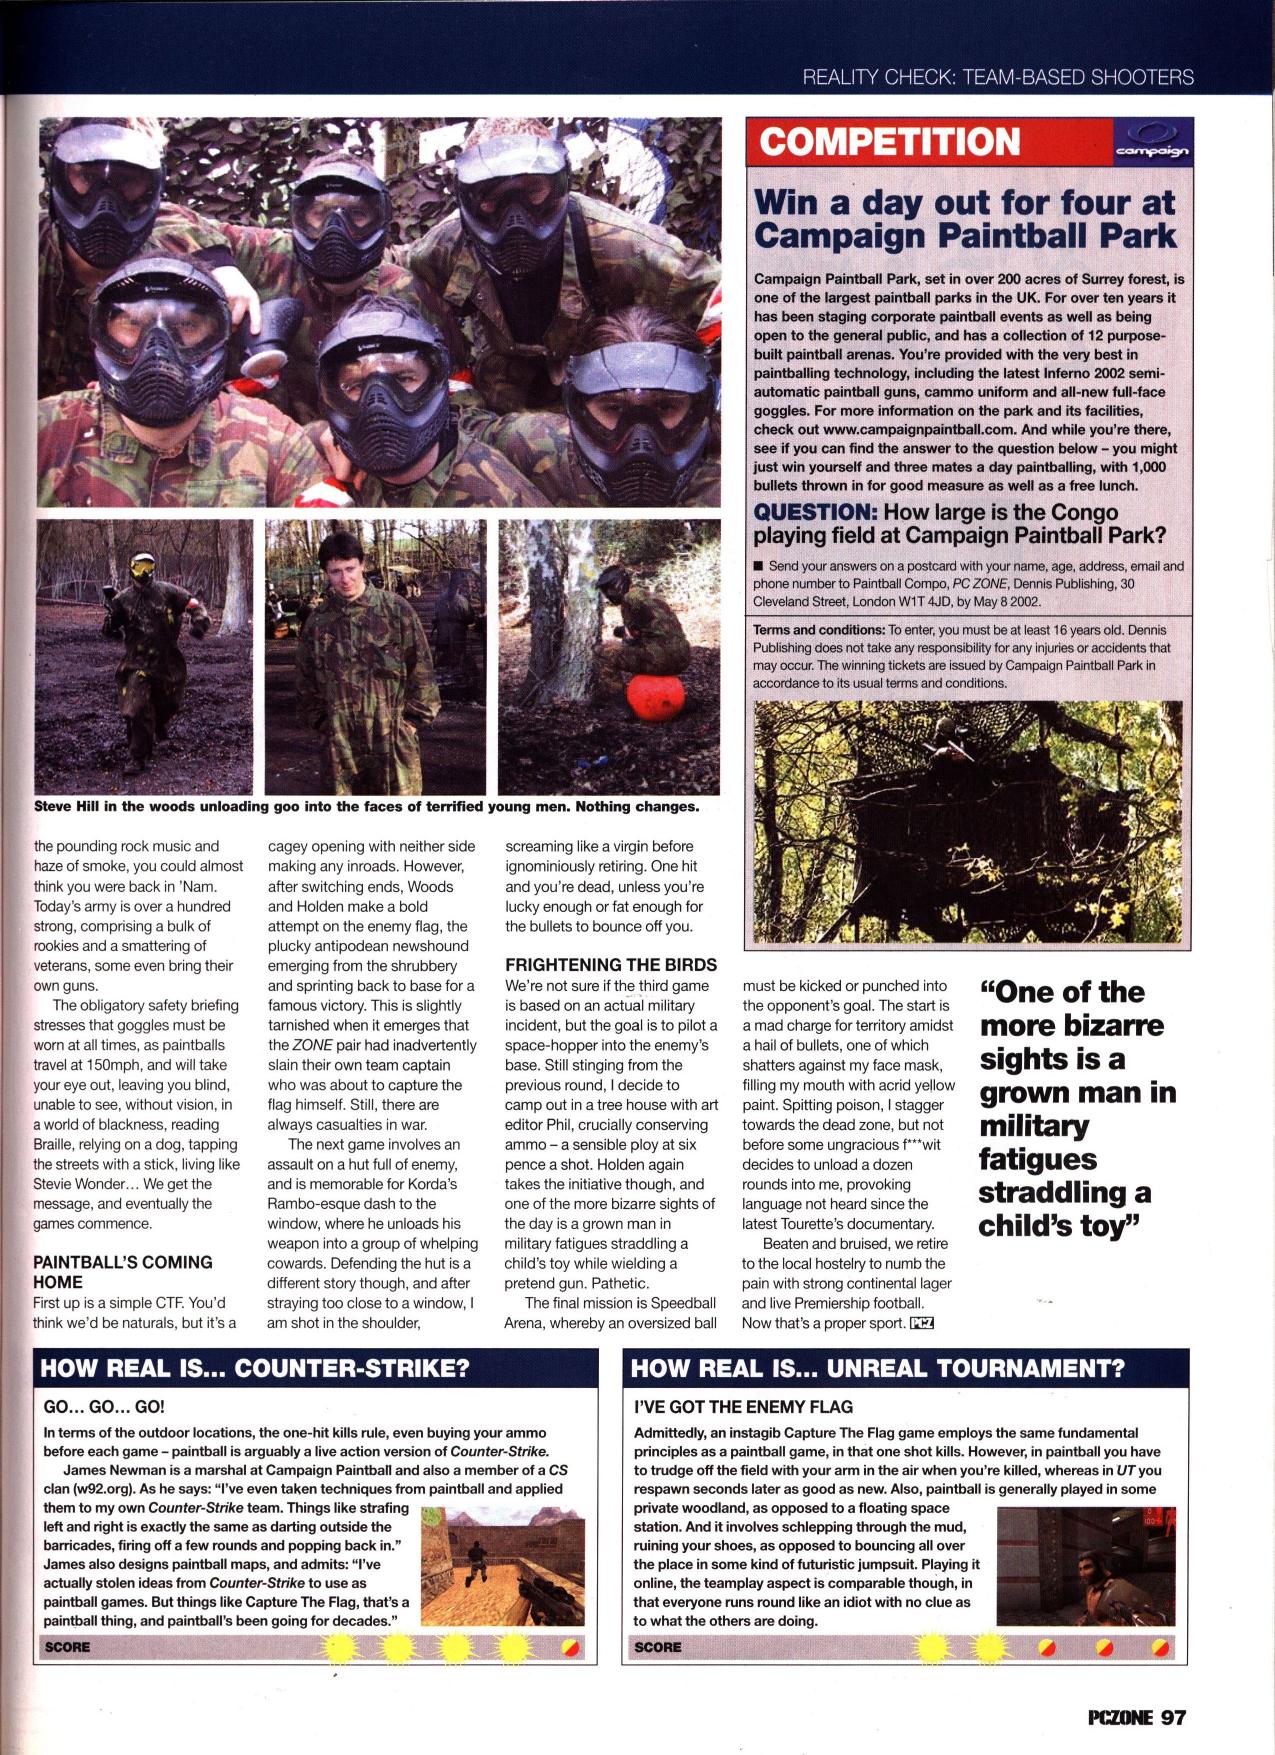 REALITY CHECK: TEAM-BASED SHOOTERS
Steve Hill in the woods unloading goo into the faces of terrified young men. Nothing changes.
the pounding rock music and
haze of smoke, you could almost
think you were back in ’Nam.
Today’s army is over a hundred
strong, comprising a bulk of
rookies and a smattering of
veterans, some even bring their
own guns.
The obligatory safety briefing
stresses that goggles must be
worn at all times, as paintballs
travel at 150mph, and will take
your eye out, leaving you blind,
unable to see, without vision, in
a world of blackness, reading
Braille, relying on a dog, tapping
the streets with a stick, living like
Stevie Wonder... We get the
message, and eventually the
games commence.
PAINTBALL’S COMING
HOME
First up is a simple CTF. You’d
think we’d be naturals, but it’s a
cagey opening with neither side
making any inroads. However,
after switching ends, Woods
and Holden make a bold
attempt on the enemy flag, the
plucky antipodean newshound
emerging from the shrubbery
and sprinting back to base for a
famous victory. This is slightly
tarnished when it emerges that
the ZONE pair had inadvertently
slain their own team captain
who was about to capture the
flag himself. Still, there are
always casualties in war.
The next game involves an
assault on a hut full of enemy,
and is memorable for Korda’s
Rambo-esque dash to the
window, where he unloads his
weapon into a group of whelping
cowards. Defending the hut is a
different story though, and after
straying too close to a window, I
am shot in the shoulder,
screaming like a virgin before
ignominiously retiring. One hit
and you’re dead, unless you’re
lucky enough or fat enough for
the bullets to bounce off you.
FRIGHTENING THE BIRDS
We’re not sure if the third game
is based on an actual military
incident, but the goal is to pilot a
space-hopper into the enemy’s
base. Still stinging from the
previous round, I decide to
camp out in a tree house with art
editor Phil, crucially conserving
ammo – a sensible ploy at six
pence a shot. Holden again
takes the initiative though, and
one of the more bizarre sights of
the day is a grown man in
military fatigues straddling a
child’s toy while wielding a
pretend gun. Pathetic.
The final mission is Speedball
Arena, whereby an oversized ball
must be kicked or punched into
the opponent’s goal. The start is
a mad charge for territory amidst
a hail of bullets, one of which
shatters against my face mask,
filling my mouth with acrid yellow
paint. Spitting poison, I stagger
towards the dead zone, but not
before some ungracious f***wit
decides to unload a dozen
rounds into me, provoking
language not heard since the
latest Tourette’s documentary.
Beaten and bruised, we retire
to the local hostelry to numb the
pain with strong continental lager
and live Premiership football.
Now that’s a proper sport. PCZ
“One of the
more bizarre
sights is a
grown man in
military
fatigues
straddling a
child’s toy”
COMPETITION
campaign
Win a day out for four at
Campaign Paintball Park
Campaign Paintball Park, set in over 200 acres of Surrey forest, is
one of the largest paintball parks in the UK. For over ten years it
has been staging corporate paintball events as well as being
open to the general public, and has a collection of 12 purpose-
built paintball arenas. You’re provided with the very best in
paintballing technology, including the latest Inferno 2002 semi-
automatic paintball guns, cammo uniform and all-new full-face
goggles. For more information on the park and its facilities,
check out www.campaignpaintball.com. And while you’re there,
see if you can find the answer to the question below – you might
just win yourself and three mates a day paintballing, with 1,000
bullets thrown in for good measure as well as a free lunch.
QUESTION: How large is the Congo
playing field at Campaign Paintball Park?
■ Send your answers on a postcard with your name, age, address, email and
phone number to Paintball Compo, PC ZONE, Dennis Publishing, 30
Cleveland Street, London W1T 4JD, by May 8 2002.
Terms and conditions: To enter, you must be at least 16 years old. Dennis
Publishing does not take any responsibility for any injuries or accidents that
may occur. The winning tickets are issued by Campaign Paintball Park in
accordance to its usual terms and conditions.
HOW REAL IS... COUNTER-STRIKE?
GO... GO... GO!
In terms of the outdoor locations, the one-hit kills rule, even buying your ammo
before each game – paintball is arguably a live action version of Counter-Strike.
James Newman is a marshal at Campaign Paintball and also a member of a CS
clan (w92.org). As he says: “I’ve even taken techniques from paintball and applied
them to my own Counter-Strike team. Things like strafing
left and right is exactly the same as darting outside the
barricades, firing off a few rounds and popping back in.”
James also designs paintball maps, and admits: “I’ve
actually stolen ideas from Counter-Strike to use as
paintball games. But things like Capture The Flag, that’s a
paintball thing, and paintball’s been going for decades.”
SCORE
HOW REAL IS... UNREAL TOURNAMENT?
I’VE GOT THE ENEMY FLAG
Admittedly, an instagib Capture The Flag game employs the same fundamental
principles as a paintball game, in that one shot kills. However, in paintball you have
to trudge off the field with your arm in the air when you’re killed, whereas in UT you
respawn seconds later as good as new. Also, paintball is generally played in some
private woodland, as opposed to a floating space
station. And it involves schlepping through the mud,
ruining your shoes, as opposed to bouncing all over
the place in some kind of futuristic jumpsuit. Playing it
online, the teamplay aspect is comparable though, in
that everyone runs round like an idiot with no clue as
to what the others are doing.
SCORE
PCZONE 97